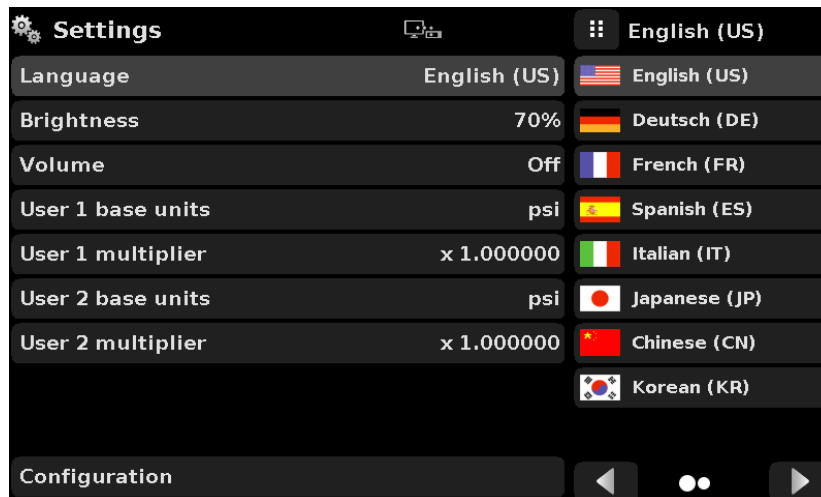 Settings
English (US)
Language English (US)
Brightness 70%
Volume Off
User 1 base units psi
User 1 multiplier x 1.000000
User 2 base units psi
User 2 multiplier x 1.000000
Configuration
English (US)
Deutsch (DE)
French (FR)
Spanish (ES)
Italian (IT)
Japanese (JP)
Chinese (CN)
Korean (KR)